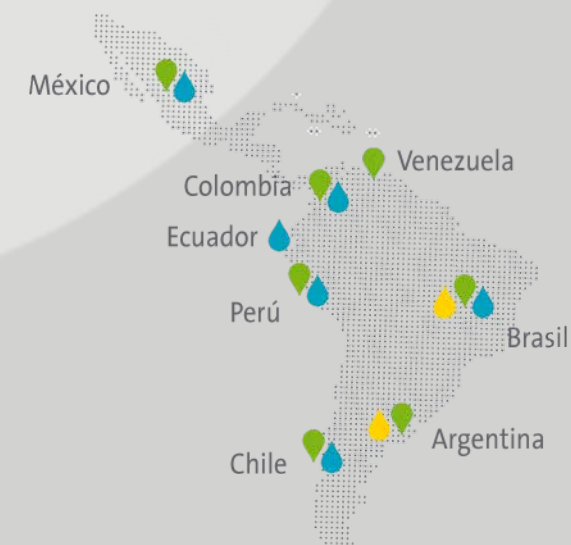 México
Venezuela
Colombia
Ecuador
Perú
Brasil
Argentina
Chile